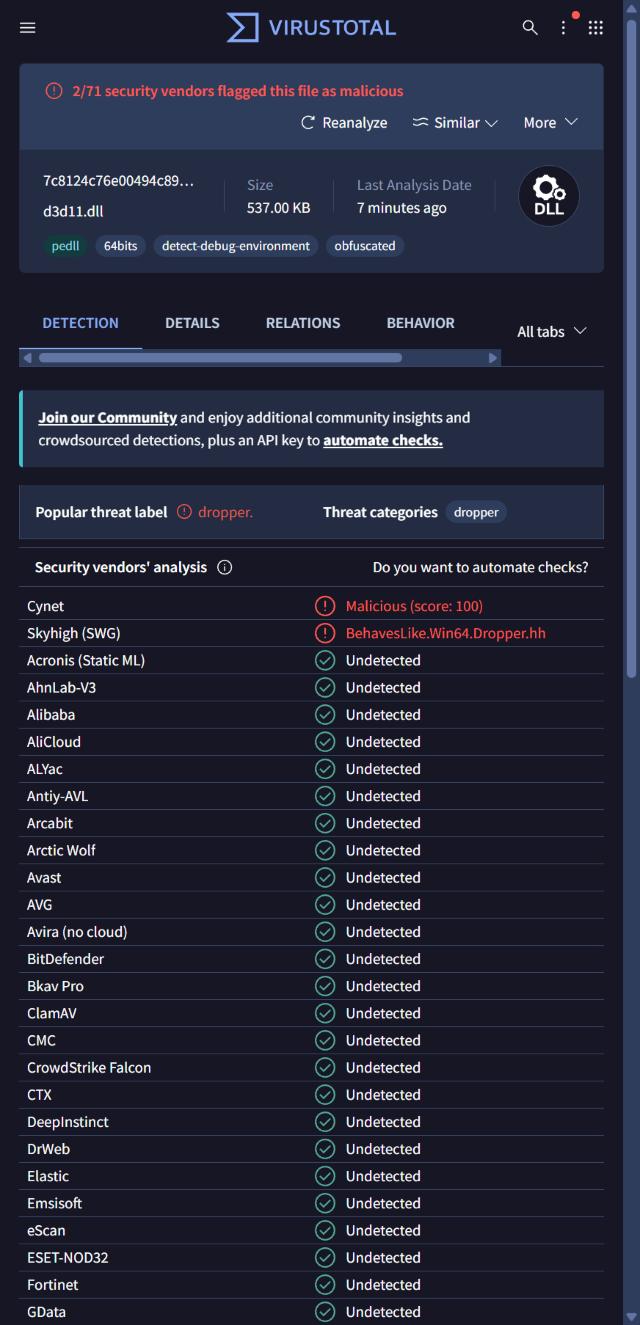 VIRUSTOTAL
2/71 security vendors flagged this file as malicious
Reanalyze Similar More
7c8124c76e00494c89…
d3d11.dll
Size
537.00 KB
Last Analysis Date
7 minutes ago
DLL
pedll 64bits detect-debug-environment obfuscated
DETECTION DETAILS RELATIONS BEHAVIOR All tabs
Join our Community and enjoy additional community insights and
crowdsourced detections, plus an API key to automate checks.
Popular threat label dropper. Threat categories dropper
Security vendors' analysis Do you want to automate checks?
Cynet Malicious (score: 100)
Skyhigh (SWG) BehavesLike.Win64.Dropper.hh
Acronis (Static ML) Undetected
AhnLab-V3 Undetected
Alibaba Undetected
AliCloud Undetected
ALYac Undetected
Antiy-AVL Undetected
Arcabit Undetected
Arctic Wolf Undetected
Avast Undetected
AVG Undetected
Avira (no cloud) Undetected
BitDefender Undetected
Bkav Pro Undetected
ClamAV Undetected
CMC Undetected
CrowdStrike Falcon Undetected
CTX Undetected
DeepInstinct Undetected
DrWeb Undetected
Elastic Undetected
Emsisoft Undetected
eScan Undetected
ESET-NOD32 Undetected
Fortinet Undetected
GData Undetected